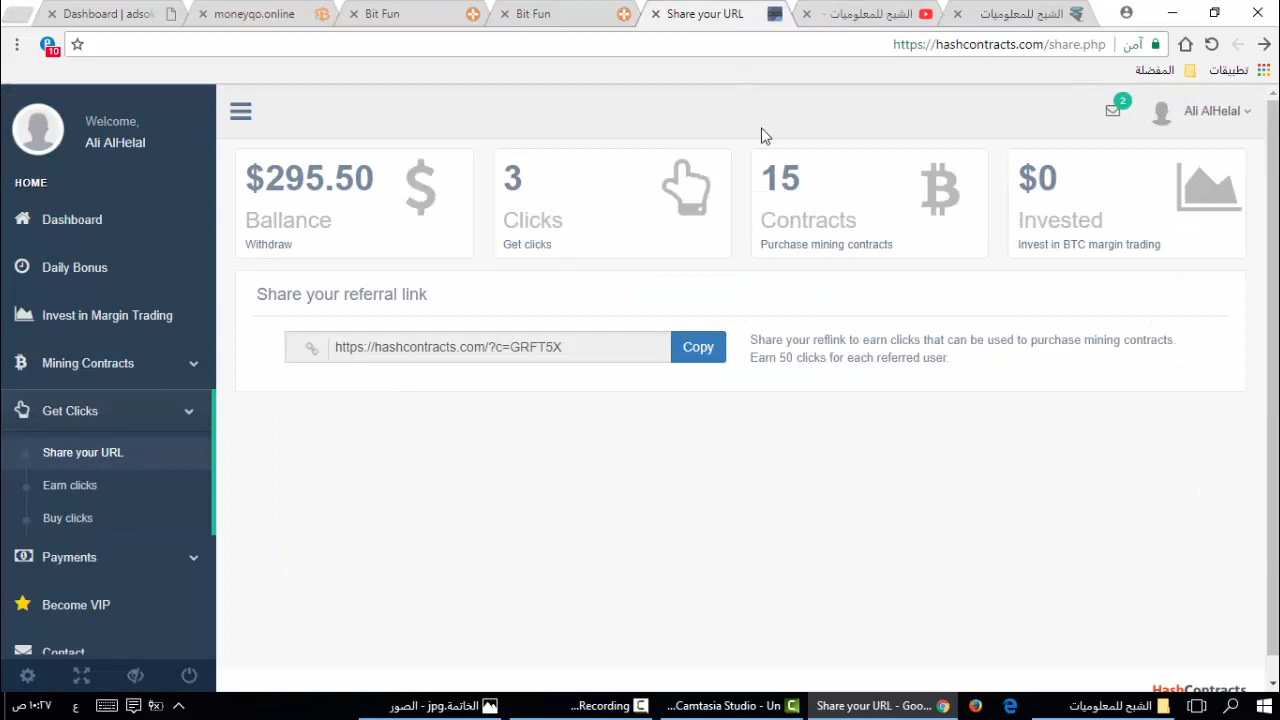 Dashboard | adsok
moneyqo.online
Bit Fun
Bit Fun
Share your URL
الشبح للمعلوميات
الشبح للمعلوميات
10
https://hashcontracts.com/share.php
آمن
المفضلة
تطبيقات
Welcome,
Ali AlHelal
2
Ali AlHelal
HOME
Dashboard
Daily Bonus
Invest in Margin Trading
Mining Contracts
Get Clicks
Share your URL
Earn clicks
Buy clicks
Payments
Become VIP
Contact
$295.50
Ballance
Withdraw
3
Clicks
Get clicks
15
Contracts
Purchase mining contracts
$0
Invested
Invest in BTC margin trading
Share your referral link
https://hashcontracts.com/?c=GRFT5X
Copy
Share your reflink to earn clicks that can be used to purchase mining contracts.
Earn 50 clicks for each referred user.
HashContracts
١٠:٢٧ ص
ع
الخاتمة.jpg - الصور
...Recording
...Camtasia Studio - Un
Share your URL - Goo...
الشبح للمعلوميات